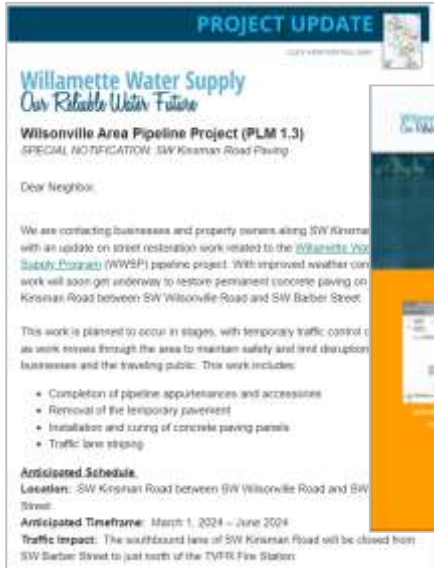 PROJECT UPDATE
Willamette Water Supply
Our Reliable Water Future
Wilsonville Area Pipeline Project (PLM 1.3)
SPECIAL NOTIFICATION: SW Kinsman Road Paving
Dear Neighbor,
We are contacting businesses and property owners along SW Kinsma
with an update on street restoration work related to the Willamette Wat
Supply Program (WWSP) pipeline project. With improved weather con
work will soon get underway to restore permanent concrete paving on
Kinsman Road between SW Wilsonville Road and SW Barber Street.
This work is planned to occur in stages, with temporary traffic control c
as work moves through the area to maintain safety and limit disruption
businesses and the traveling public. This work includes:
• Completion of pipeline appurtenances and accessories
• Removal of the temporary pavement
• Installation and curing of concrete paving panels
• Traffic lane striping
Anticipated Schedule
Location: SW Kinsman Road between SW Wilsonville Road and SW
Street
Anticipated Timeframe: March 1, 2024 – June 2024
Traffic Impact: The southbound lane of SW Kinsman Road will be closed from
SW Barber Street to just north of the TVFR Fire Station